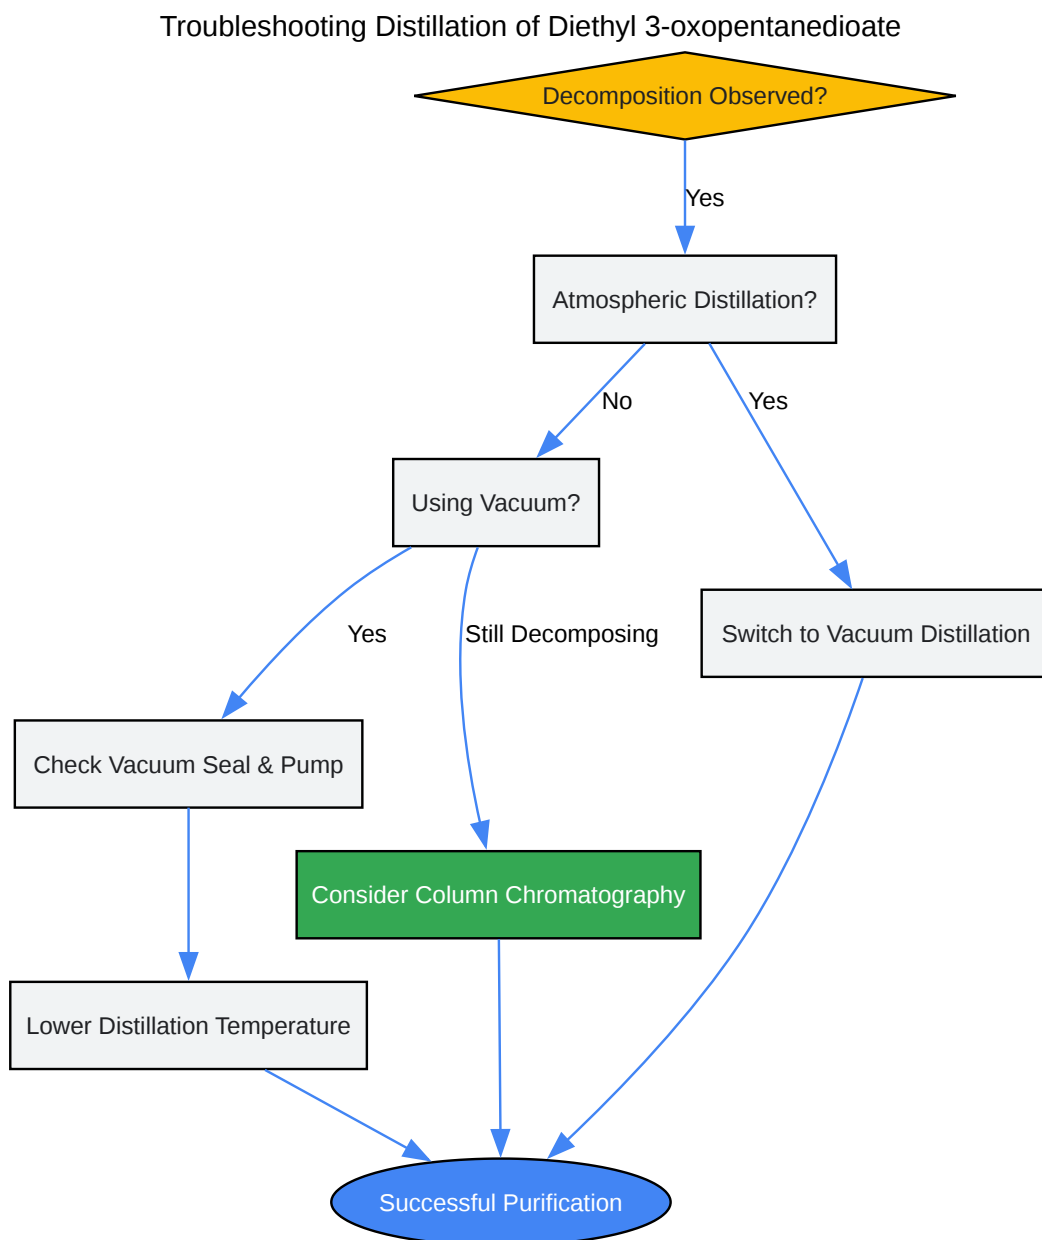 Troubleshooting Distillation of Diethyl 3-oxopentanedioate
Decomposition Observed?
Yes
Atmospheric Distillation?
No
Yes
Using Vacuum?
Yes
Still Decomposing
Switch to Vacuum Distillation
Check Vacuum Seal & Pump
Consider Column Chromatography
Lower Distillation Temperature
Successful Purification